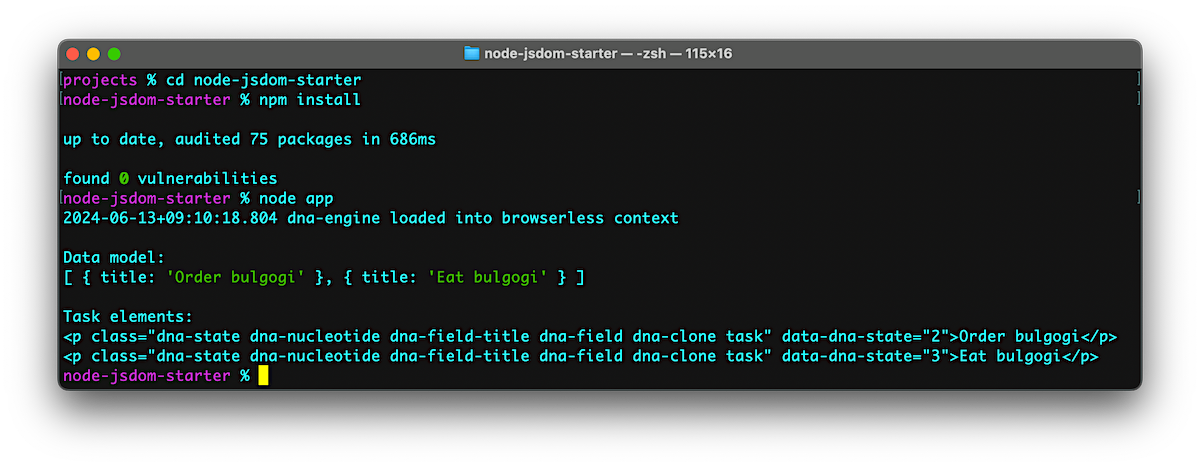 node-jsdom-starter — -zsh — 115×16
[projects % cd node-jsdom-starter ]
[node-jsdom-starter % npm install ]
up to date, audited 75 packages in 686ms
found 0 vulnerabilities
[node-jsdom-starter % node app ]
2024-06-13+09:10:18.804 dna-engine loaded into browserless context
Data model:
[ { title: 'Order bulgogi' }, { title: 'Eat bulgogi' } ]
Task elements:
<p class="dna-state dna-nucleotide dna-field-title dna-field dna-clone task" data-dna-state="2">Order bulgogi</p>
<p class="dna-state dna-nucleotide dna-field-title dna-field dna-clone task" data-dna-state="3">Eat bulgogi</p>
node-jsdom-starter %